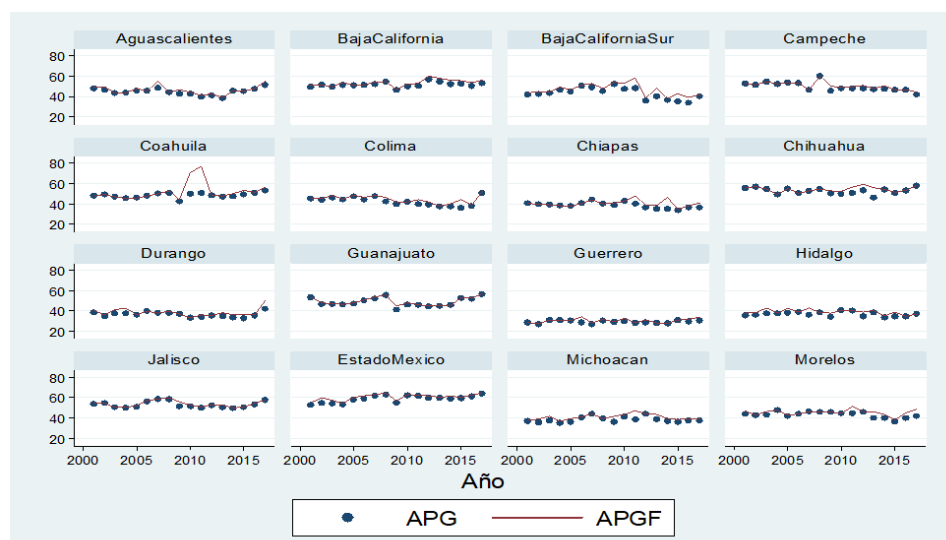 Aguascalientes BajaCalifornia BajaCaliforniaSur Campeche
80
60
40
20
Coahuila Colima Chiapas Chihuahua
80
60
40
20
Durango Guanajuato Guerrero Hidalgo
80
60
40
20
Jalisco EstadoMexico Michoacan Morelos
80
60
40
20
2000 2005 2010 2015 2000 2005 2010 2015 2000 2005 2010 2015 2000 2005 2010 2015
Año
APG APGF